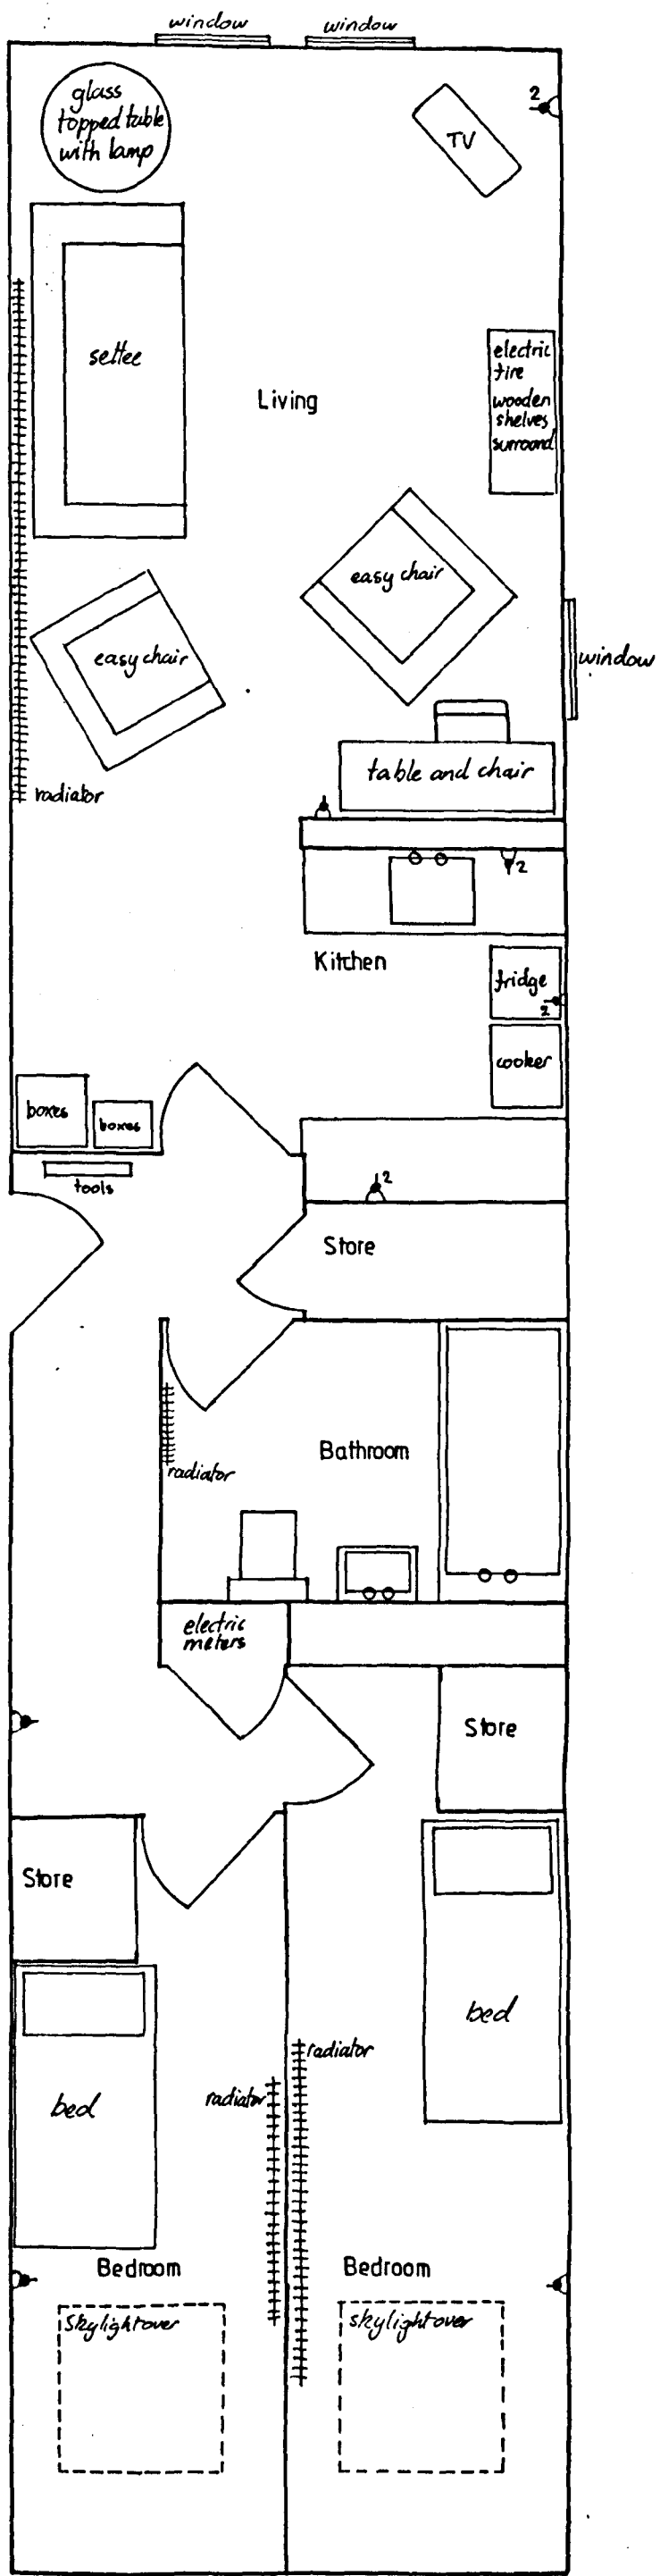 window
window
glass
topped table
with lamp
TV
2
settee
Living
electric
fire
wooden
shelves
surround
easy chair
easy chair
window
radiator
table and chair
2
Kitchen
fridge
2
cooker
boxes
boxes
tools
2
Store
Bathroom
radiator
electric
meters
Store
Store
bed
radiator
radiator
bed
Bedroom
Bedroom
skylight over
skylight over